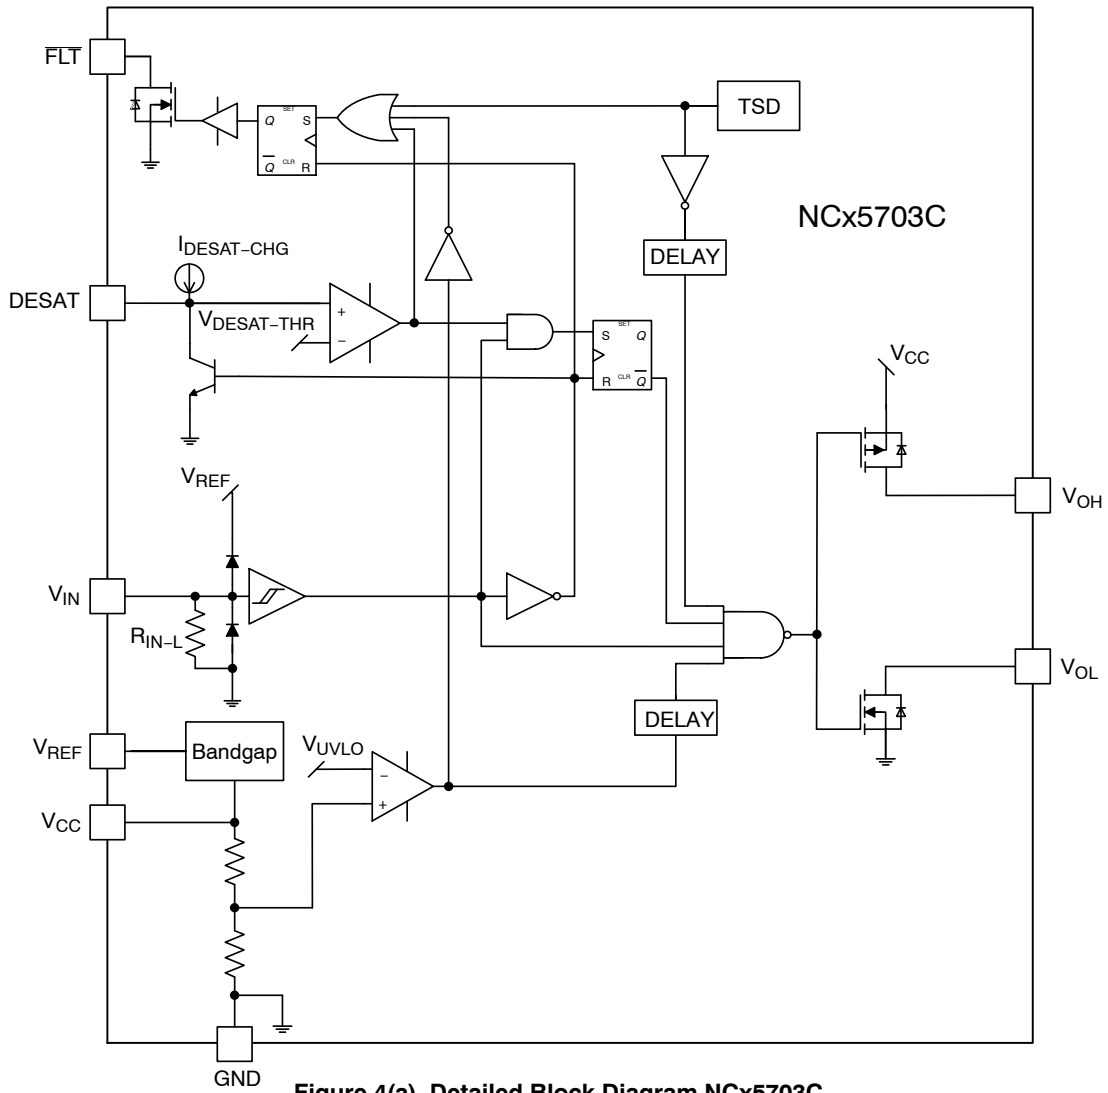 FLT
TSD
SET
Q S
Q CLR R
NCx5703C
IDESAT−CHG
DELAY
DESAT
VDESAT−THR
+
−
SET
S Q
R CLR Q
VCC
VREF
VOH
VIN
RIN−L
VOL
DELAY
VREF
Bandgap
VUVLO
−
+
VCC
GND
Figure 4(a). Detailed Block Diagram NCx5703C